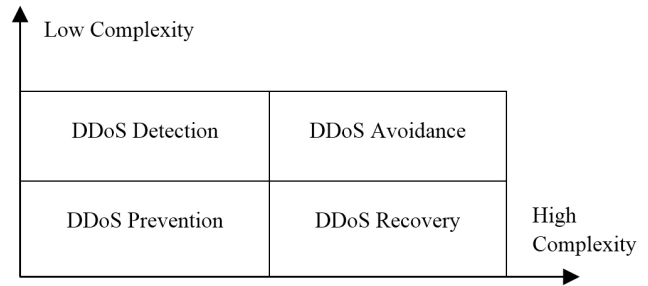 Low Complexity
DDoS Detection
DDoS Avoidance
DDoS Prevention
DDoS Recovery
High
Complexity